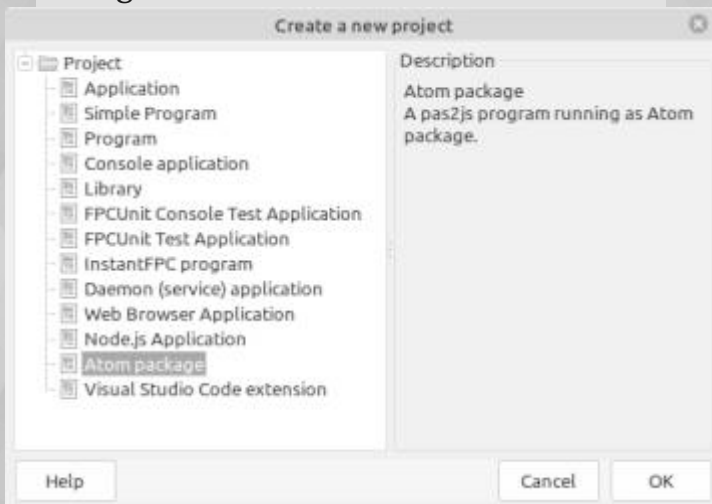 Create a new project
Project
Application
Simple Program
Program
Console application
Library
FPCUnit Console Test Application
FPCUnit Test Application
InstantFPC program
Daemon (service) application
Web Browser Application
Node.js Application
Atom package
Visual Studio Code extension
Description
Atom package
A pas2js program running as Atom
package.
Help
Cancel
OK